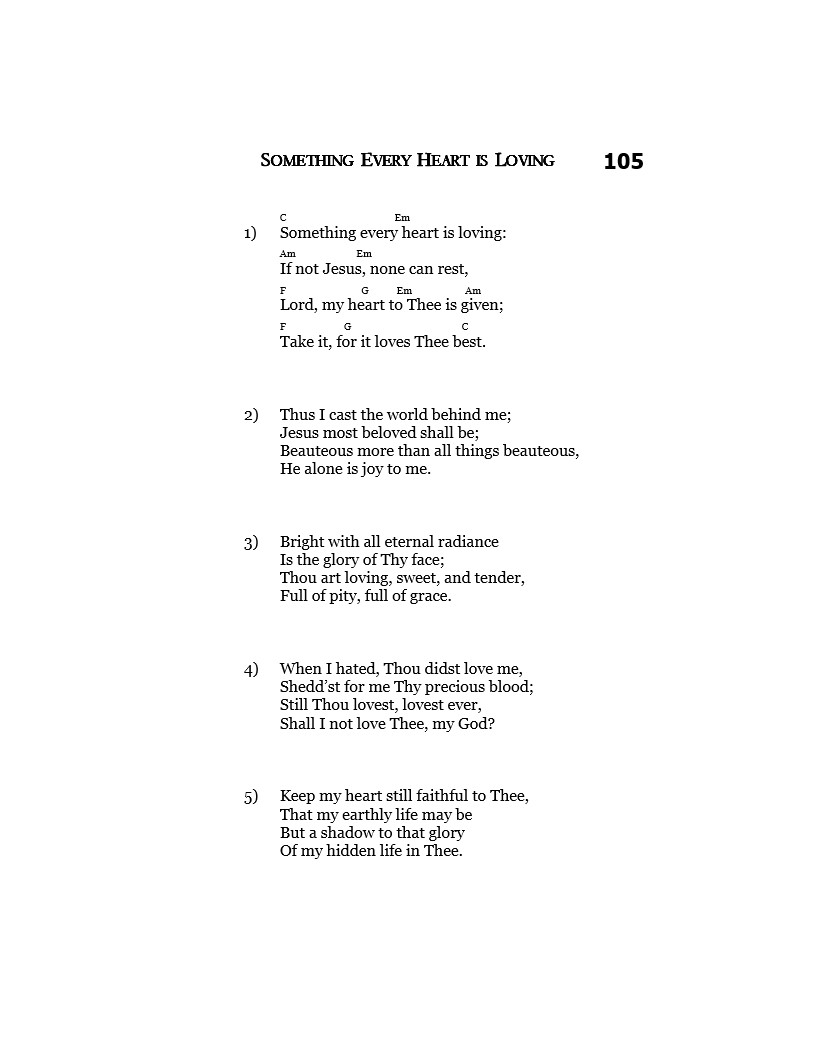 SOMETHING EVERY HEART IS LOVING 105
C Em
1) Something every heart is loving:
Am Em
If not Jesus, none can rest,
F G Em Am
Lord, my heart to Thee is given;
F G C
Take it, for it loves Thee best.
2) Thus I cast the world behind me;
Jesus most beloved shall be;
Beauteous more than all things beauteous,
He alone is joy to me.
3) Bright with all eternal radiance
Is the glory of Thy face;
Thou art loving, sweet, and tender,
Full of pity, full of grace.
4) When I hated, Thou didst love me,
Shedd’st for me Thy precious blood;
Still Thou lovest, lovest ever,
Shall I not love Thee, my God?
5) Keep my heart still faithful to Thee,
That my earthly life may be
But a shadow to that glory
Of my hidden life in Thee.